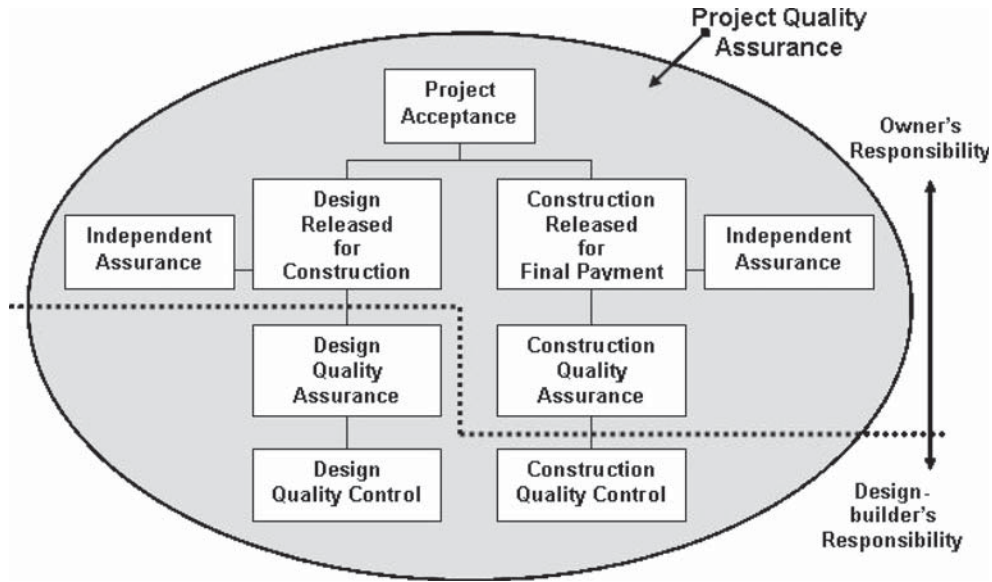 Project Quality
Assurance
Project
Acceptance
Owner's
Responsibility
Design
Released
for
Construction
Construction
Released
for
Final Payment
Independent
Assurance
Independent
Assurance
Design
Quality
Assurance
Construction
Quality
Assurance
Design
Quality Control
Construction
Quality Control
Design-
builder's
Responsibility